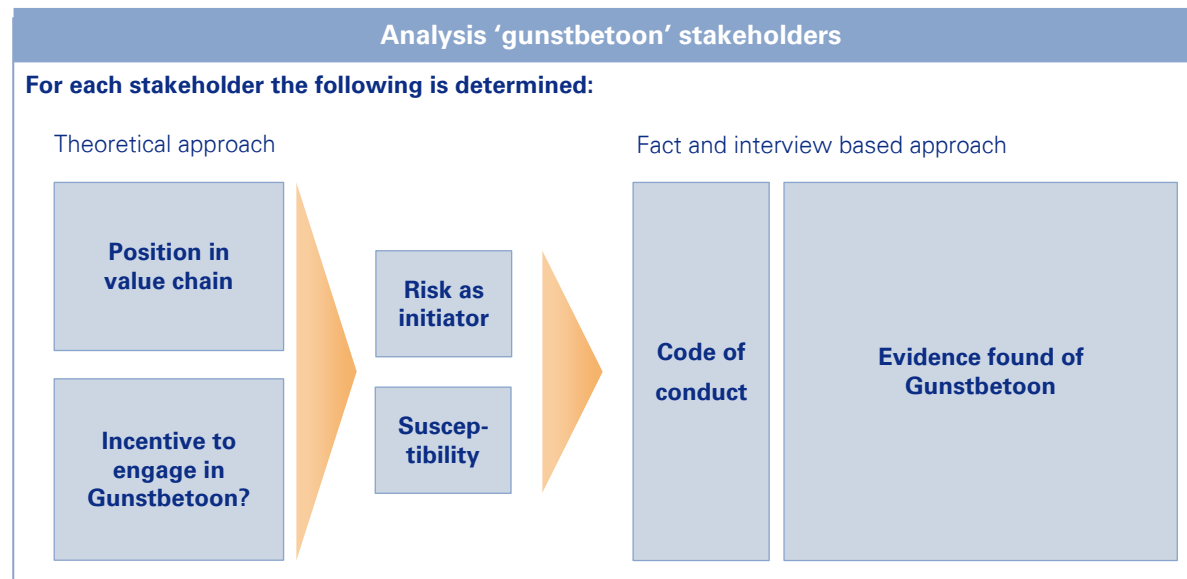 Analysis ‘gunstbetoon’ stakeholders
For each stakeholder the following is determined:
Theoretical approach
Position in
value chain
Incentive to
engage in
Gunstbetoon?
Risk as
initiator
Suscep-
tibility
Fact and interview based approach
Code of
conduct
Evidence found of
Gunstbetoon